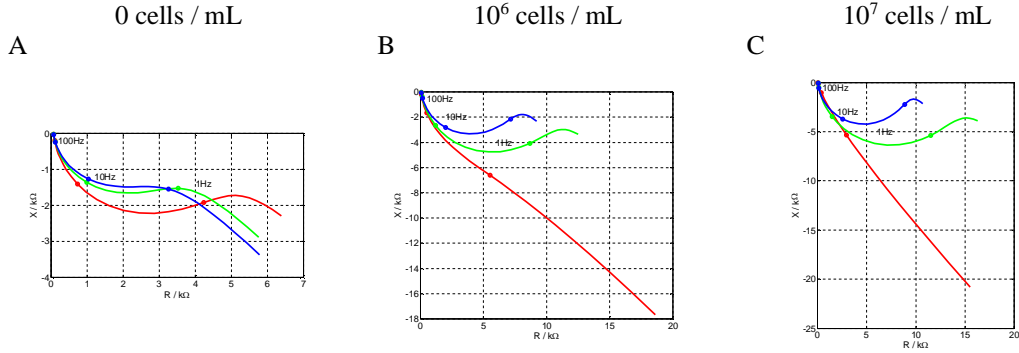 0 cells / mL
10⁶ cells / mL
10⁷ cells / mL
A
B
C
0
-1
-2
-3
-4
X / kΩ
100Hz
10Hz
1Hz
0
1
2
3
4
5
6
7
R / kΩ
0
-2
-4
-6
-8
-10
-12
-14
-16
-18
X / kΩ
100Hz
10Hz
1Hz
0
5
10
15
20
R / kΩ
0
-5
-10
-15
-20
-25
X / kΩ
100Hz
10Hz
1Hz
0
5
10
15
20
R / kΩ